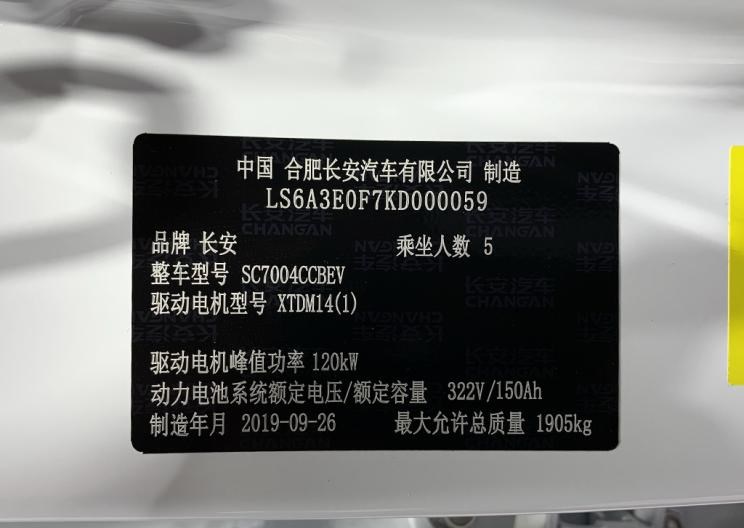 中国 合肥长安汽车有限公司 制造
LS6A3E0F7KD000059
品牌 长安 乘坐人数 5
整车型号 SC7004CCBEV
驱动电机型号 XTDM14(1)
驱动电机峰值功率 120kW
动力电池系统额定电压/额定容量 322V/150Ah
制造年月 2019-09-26 最大允许总质量 1905kg